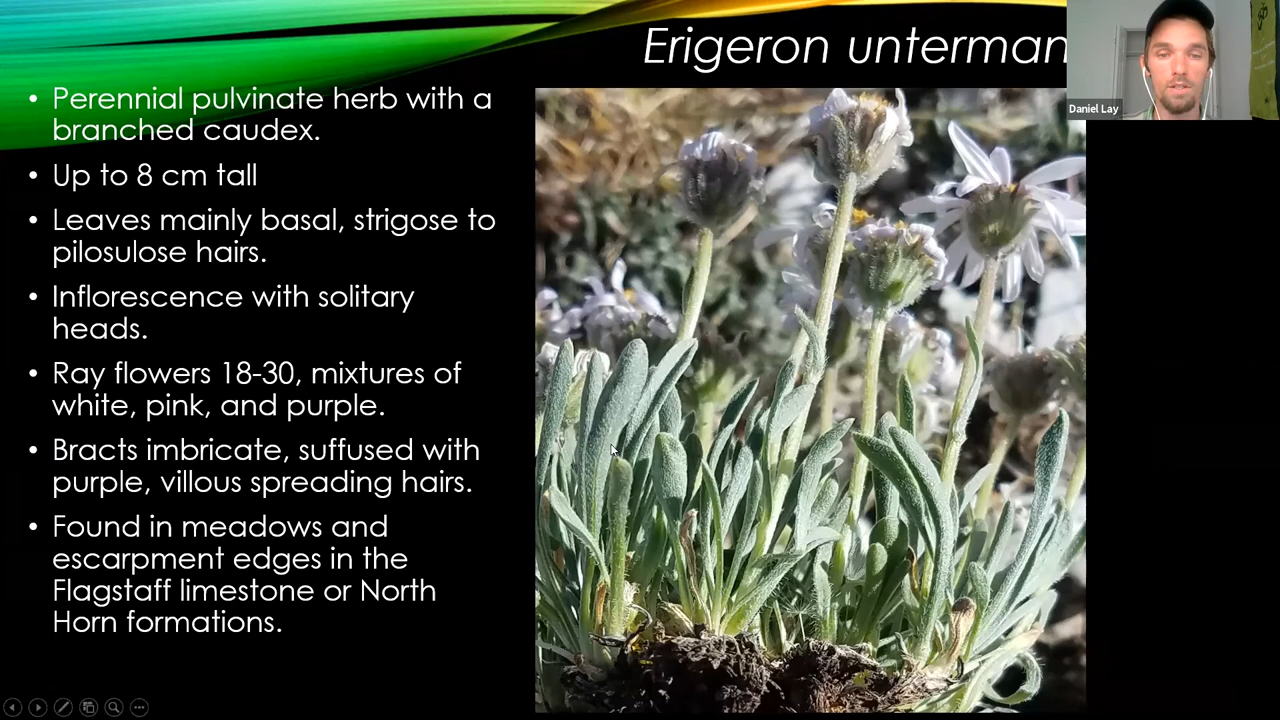 Erigeron unterman
Daniel Lay
• Perennial pulvinate herb with a
branched caudex.
• Up to 8 cm tall
• Leaves mainly basal, strigose to
pilosulose hairs.
• Inflorescence with solitary
heads.
• Ray flowers 18-30, mixtures of
white, pink, and purple.
• Bracts imbricate, suffused with
purple, villous spreading hairs.
• Found in meadows and
escarpment edges in the
Flagstaff limestone or North
Horn formations.